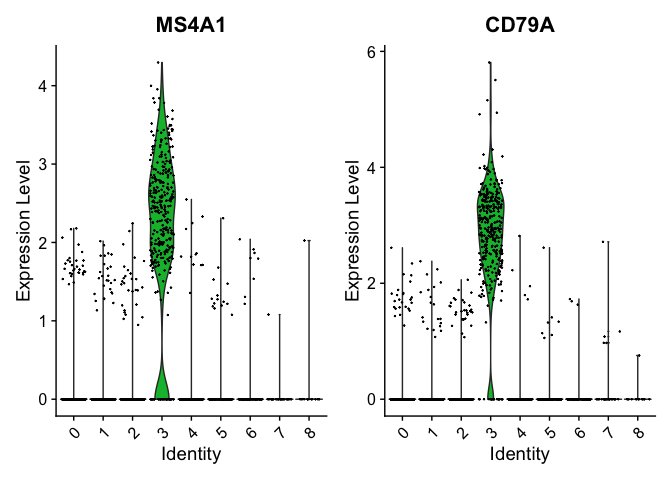 MS4A1
Expression Level
4
3
2
1
0
0 1 2 3 4 5 6 7 8
Identity
CD79A
Expression Level
6
4
2
0
0 1 2 3 4 5 6 7 8
Identity